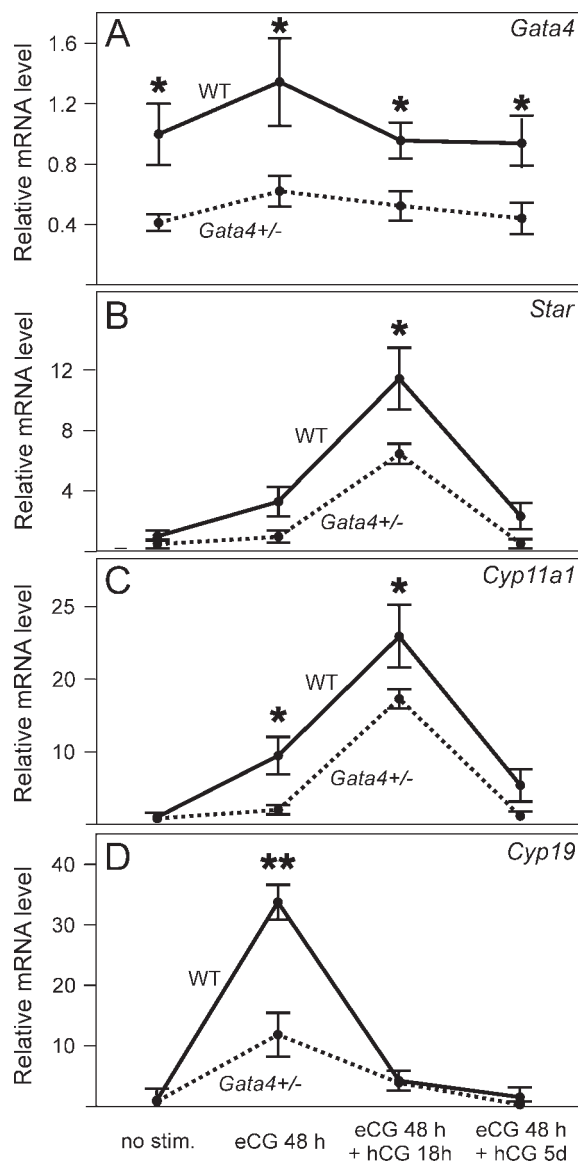 A
Gata4
Relative mRNA level
1.6
1.2
0.8
0.4
*
*
*
*
WT
Gata4+/-
B
Star
Relative mRNA level
12
8
4
*
WT
Gata4+/-
C
Cyp11a1
Relative mRNA level
25
20
10
*
*
WT
Gata4+/-
D
Cyp19
Relative mRNA level
40
30
20
10
**
WT
Gata4+/-
no stim.
eCG 48 h
eCG 48 h
+ hCG 18h
eCG 48 h
+ hCG 5d